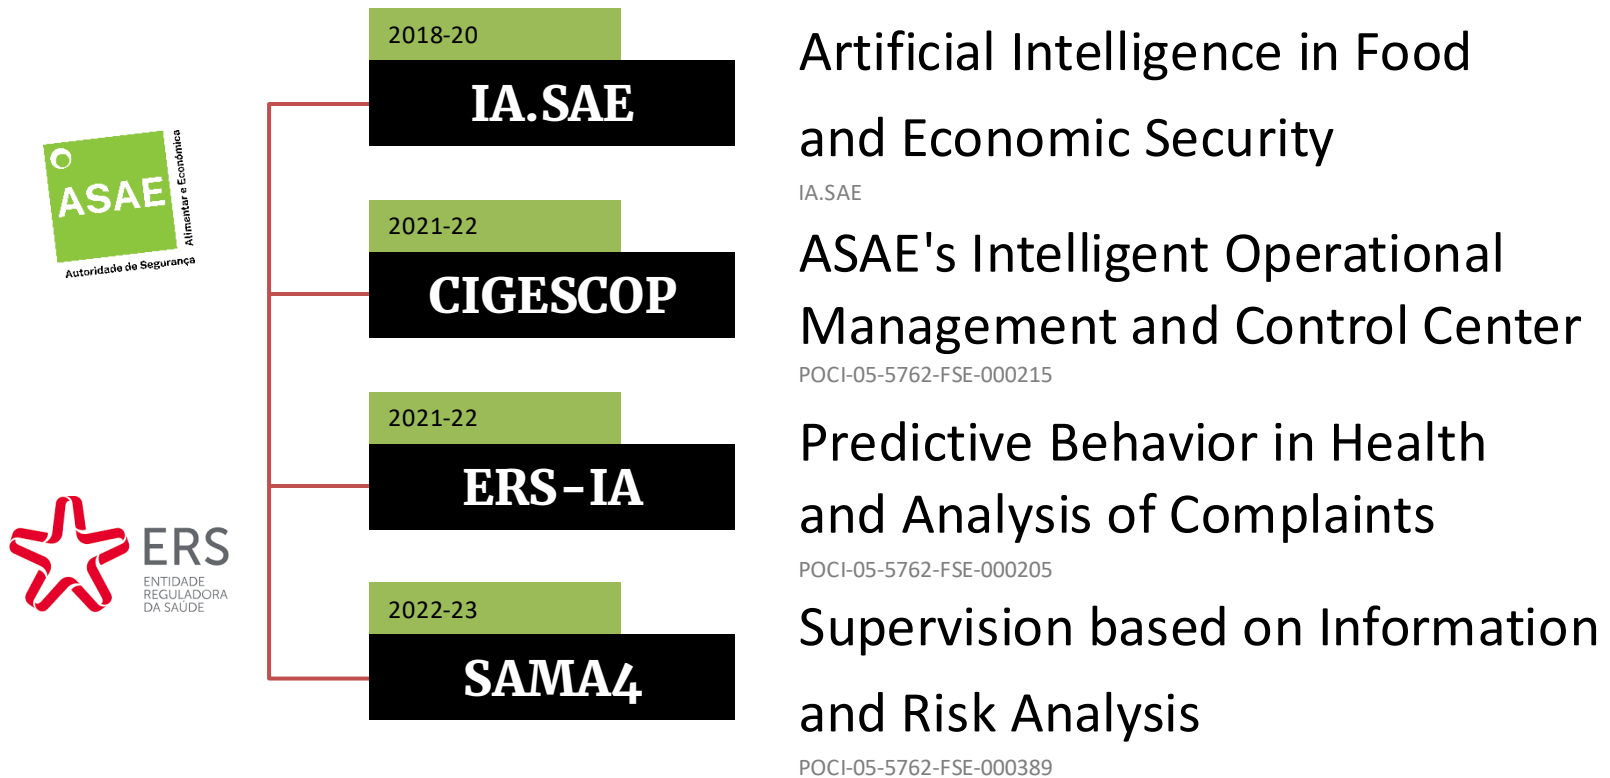 2018-20
IA.SAE
Artificial Intelligence in Food
and Economic Security
IA.SAE
ASAE
Alimentar e Económica
Autoridade de Segurança
2021-22
CIGESCOP
ASAE's Intelligent Operational
Management and Control Center
POCI-05-5762-FSE-000215
2021-22
ERS-IA
Predictive Behavior in Health
and Analysis of Complaints
POCI-05-5762-FSE-000205
ERS
ENTIDADE
REGULADORA
DA SAÚDE
2022-23
SAMA4
Supervision based on Information
and Risk Analysis
POCI-05-5762-FSE-000389